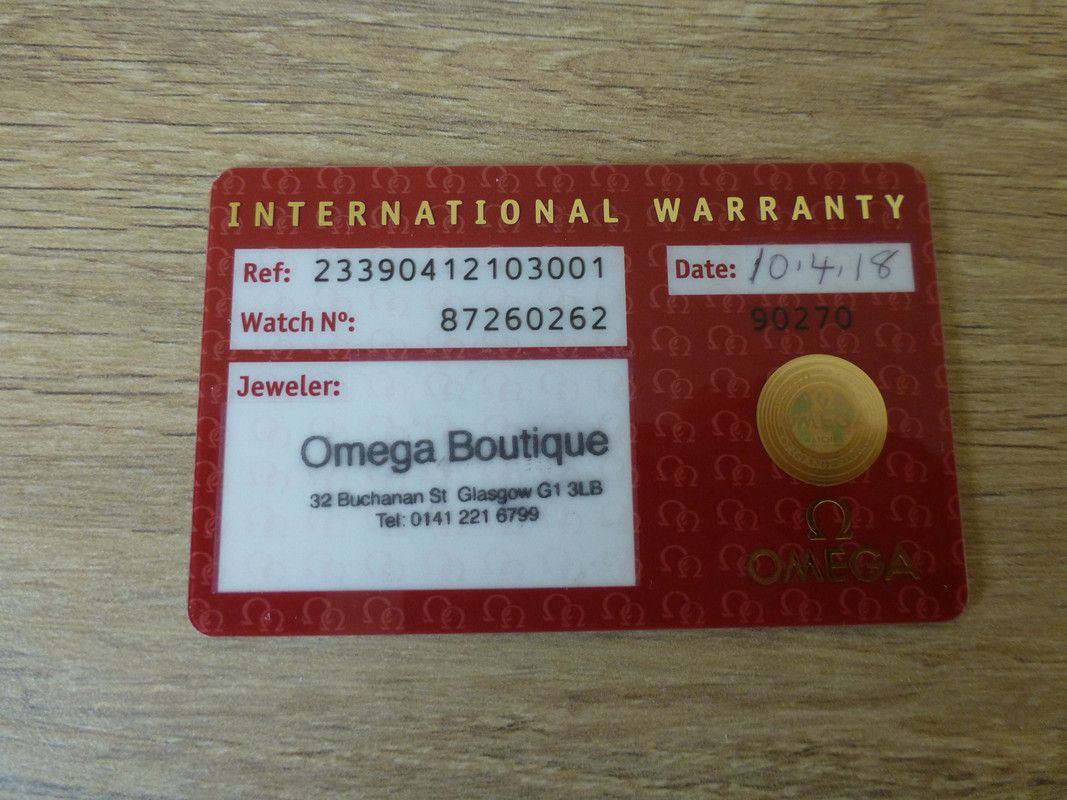 INTERNATIONAL WARRANTY
Ref: 23390412103001
Date: 10.4.18
Watch Nº: 87260262
90270
Jeweler:
Omega Boutique
32 Buchanan St Glasgow G1 3LB
Tel: 0141 221 6799
Ω
OMEGA